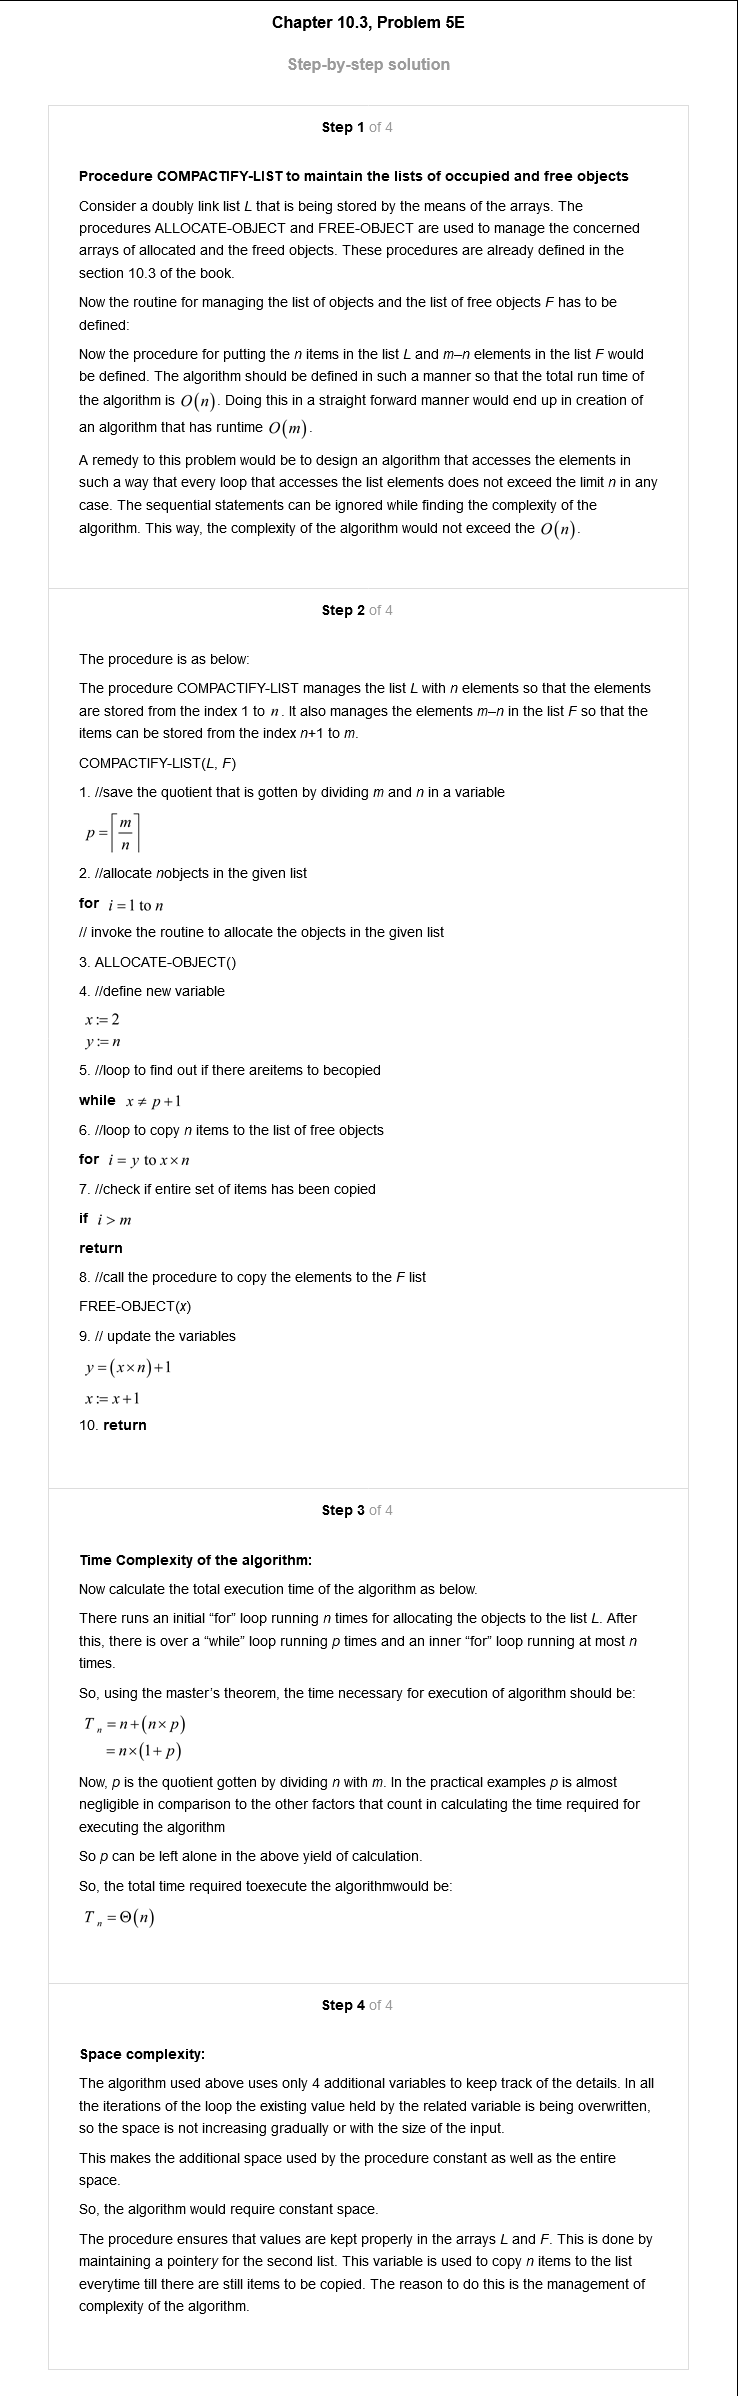 Chapter 10.3, Problem 5E
Step-by-step solution
Step 1 of 4
Procedure COMPACTIFY-LIST to maintain the lists of occupied and free objects
Consider a doubly link list L that is being stored by the means of the arrays. The
procedures ALLOCATE-OBJECT and FREE-OBJECT are used to manage the concerned
arrays of allocated and the freed objects. These procedures are already defined in the
section 10.3 of the book.
Now the routine for managing the list of objects and the list of free objects F has to be
defined:
Now the procedure for putting the n items in the list L and m–n elements in the list F would
be defined. The algorithm should be defined in such a manner so that the total run time of
the algorithm is O(n). Doing this in a straight forward manner would end up in creation of
an algorithm that has runtime O(m).
A remedy to this problem would be to design an algorithm that accesses the elements in
such a way that every loop that accesses the list elements does not exceed the limit n in any
case. The sequential statements can be ignored while finding the complexity of the
algorithm. This way, the complexity of the algorithm would not exceed the O(n).
Step 2 of 4
The procedure is as below:
The procedure COMPACTIFY-LIST manages the list L with n elements so that the elements
are stored from the index 1 to n. It also manages the elements m–n in the list F so that the
items can be stored from the index n+1 to m.
COMPACTIFY-LIST(L, F)
1. //save the quotient that is gotten by dividing m and n in a variable
p = ⌈m/n⌉
2. //allocate nobjects in the given list
for i = 1 to n
// invoke the routine to allocate the objects in the given list
3. ALLOCATE-OBJECT()
4. //define new variable
x := 2
y := n
5. //loop to find out if there areitems to becopied
while x ≠ p + 1
6. //loop to copy n items to the list of free objects
for i = y to x × n
7. //check if entire set of items has been copied
if i > m
return
8. //call the procedure to copy the elements to the F list
FREE-OBJECT(x)
9. // update the variables
y = (x × n) + 1
x := x + 1
10. return
Step 3 of 4
Time Complexity of the algorithm:
Now calculate the total execution time of the algorithm as below.
There runs an initial “for” loop running n times for allocating the objects to the list L. After
this, there is over a “while” loop running p times and an inner “for” loop running at most n
times.
So, using the master’s theorem, the time necessary for execution of algorithm should be:
T n = n + (n × p)
= n × (1 + p)
Now, p is the quotient gotten by dividing n with m. In the practical examples p is almost
negligible in comparison to the other factors that count in calculating the time required for
executing the algorithm
So p can be left alone in the above yield of calculation.
So, the total time required toexecute the algorithmwould be:
T n = Θ(n)
Step 4 of 4
Space complexity:
The algorithm used above uses only 4 additional variables to keep track of the details. In all
the iterations of the loop the existing value held by the related variable is being overwritten,
so the space is not increasing gradually or with the size of the input.
This makes the additional space used by the procedure constant as well as the entire
space.
So, the algorithm would require constant space.
The procedure ensures that values are kept properly in the arrays L and F. This is done by
maintaining a pointery for the second list. This variable is used to copy n items to the list
everytime till there are still items to be copied. The reason to do this is the management of
complexity of the algorithm.